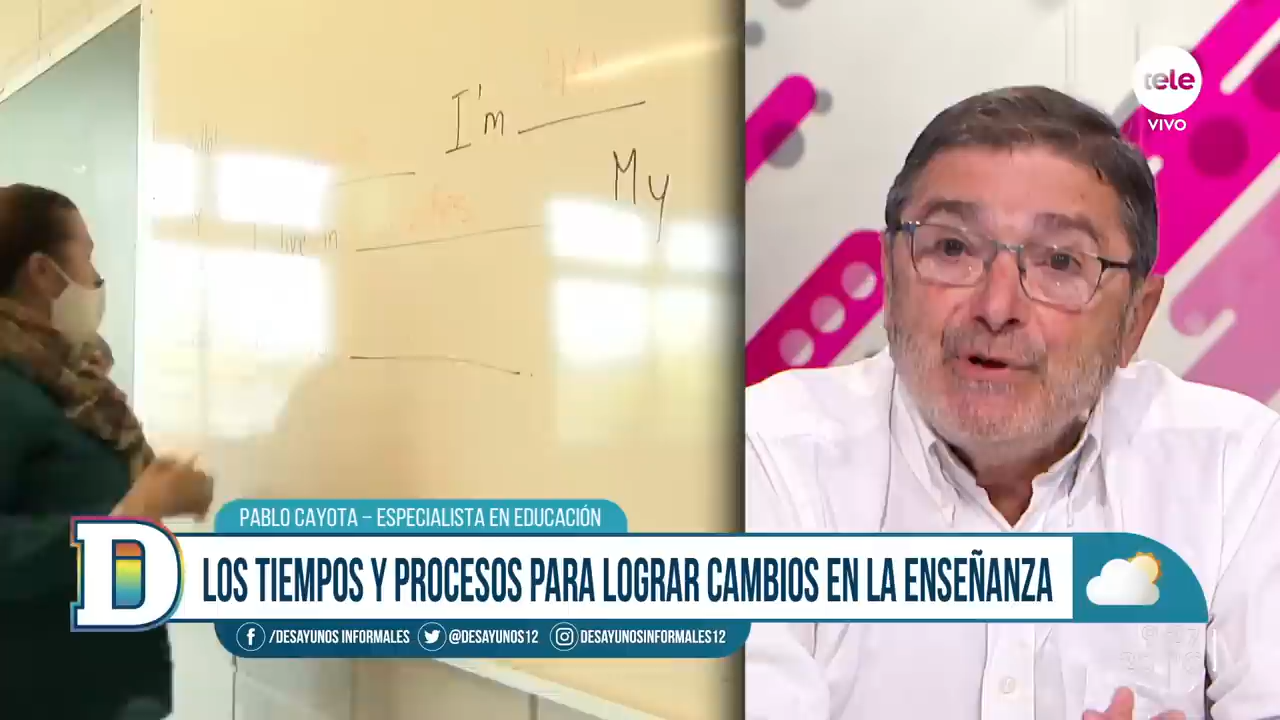 I'm
My
I live in
tele
VIVO
PABLO CAYOTA – ESPECIALISTA EN EDUCACIÓN
D
LOS TIEMPOS Y PROCESOS PARA LOGRAR CAMBIOS EN LA ENSEÑANZA
/DESAYUNOS INFORMALES @DESAYUNOS12 DESAYUNOSINFORMALES12